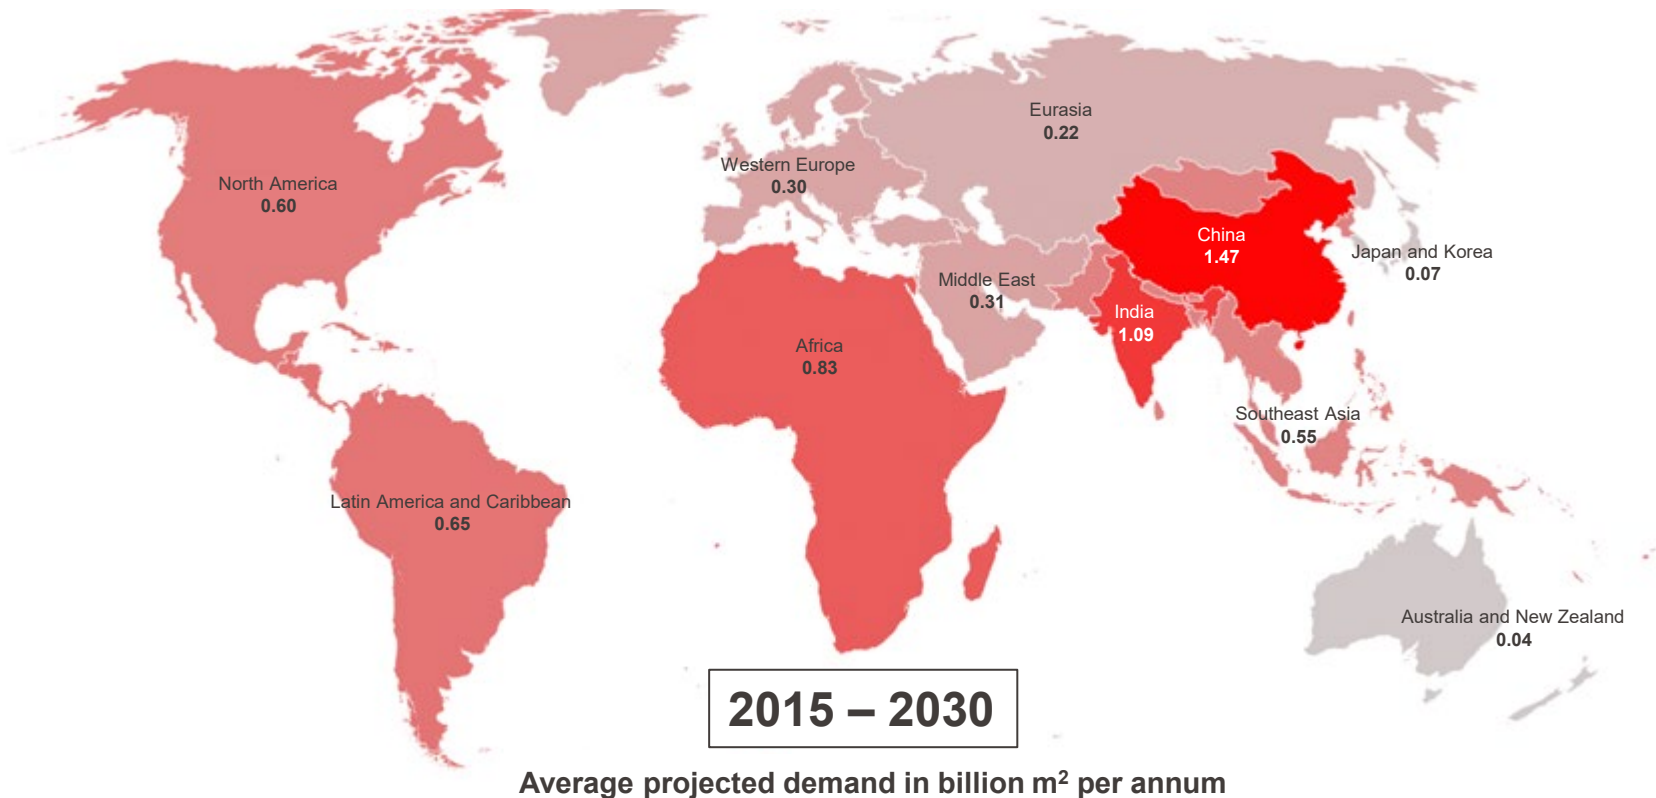 Eurasia
0.22
Western Europe
0.30
North America
0.60
China
1.47
Japan and Korea
0.07
Middle East
0.31
India
1.09
Africa
0.83
Southeast Asia
0.55
Latin America and Caribbean
0.65
Australia and New Zealand
0.04
2015 – 2030
Average projected demand in billion m² per annum